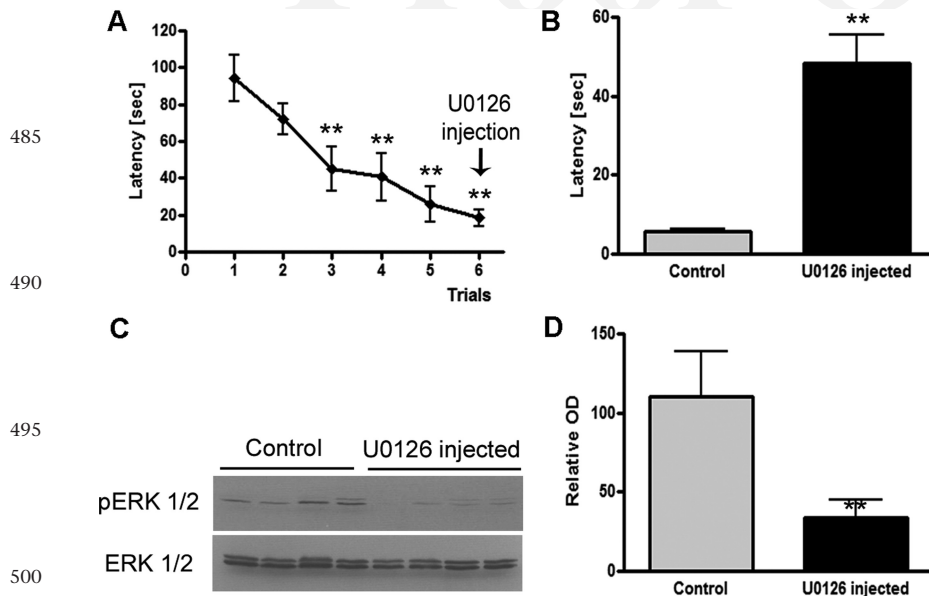 A
Latency [sec]
120
100
80
60
40
20
0
0 1 2 3 4 5 6
Trials
**
**
**
**
U0126
injection
B
Latency [sec]
60
40
20
0
**
Control
U0126 injected
485
490
495
500
C
Control
U0126 injected
pERK 1/2
ERK 1/2
D
Relative OD
150
100
50
0
**
Control
U0126 injected